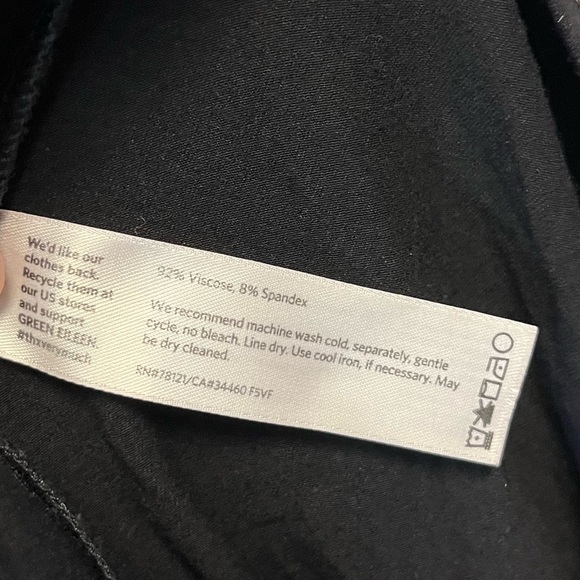 We'd like our
clothes back.
Recycle them at
our US stores
and support
GREEN EILEEN.
#thxverymuch
92% Viscose, 8% Spandex
We recommend machine wash cold, separately, gentle
cycle, no bleach. Line dry. Use cool iron, if necessary. May
be dry cleaned.
RN#78121/CA#34460 F5VF